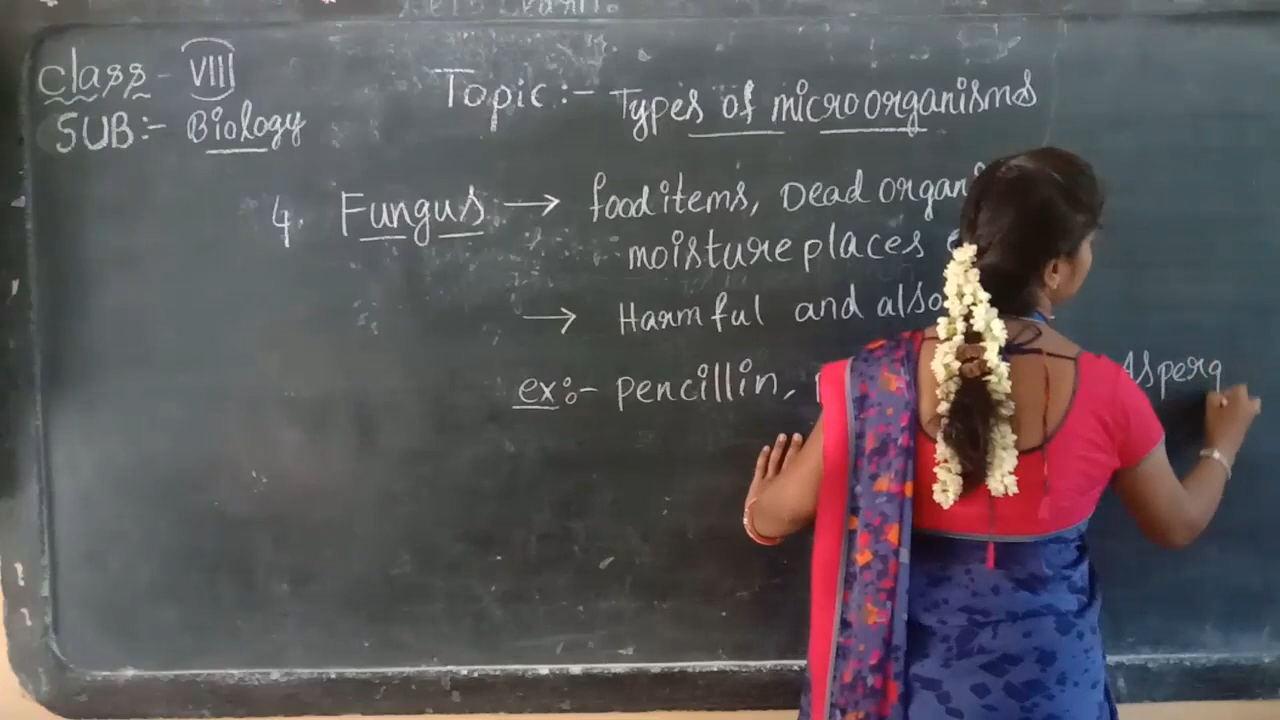 Class - VIII
SUB:- Biology
Topic:- Types of microorganisms
4. Fungus → food items, Dead
moisture places
→ Harmful and also
ex:- pencillin, Asperg